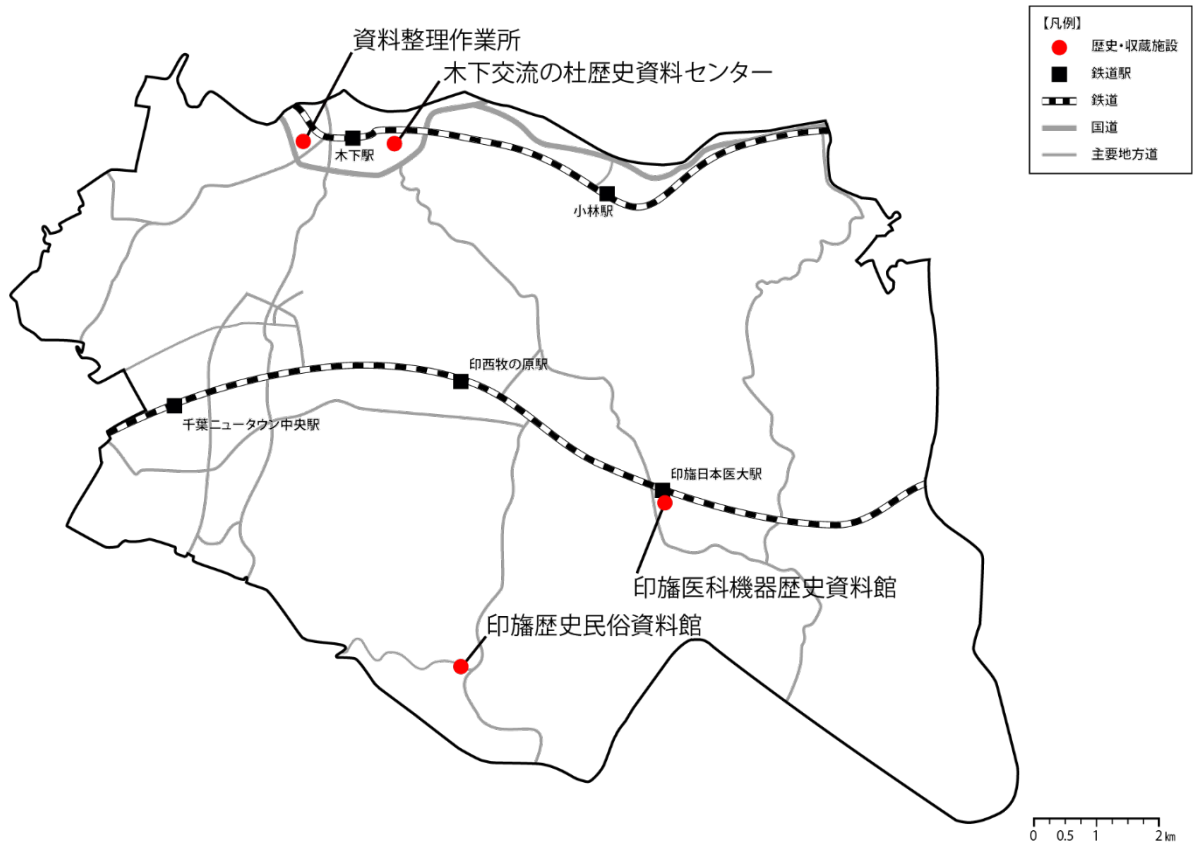 資料整理作業所
木下交流の杜歴史資料センター
木下駅
小林駅
印西牧の原駅
千葉ニュータウン中央駅
印旛日本医大駅
印旛医科機器歴史資料館
印旛歴史民俗資料館
【凡例】
歴史・収蔵施設
鉄道駅
鉄道
国道
主要地方道
0 0.5 1 2㎞